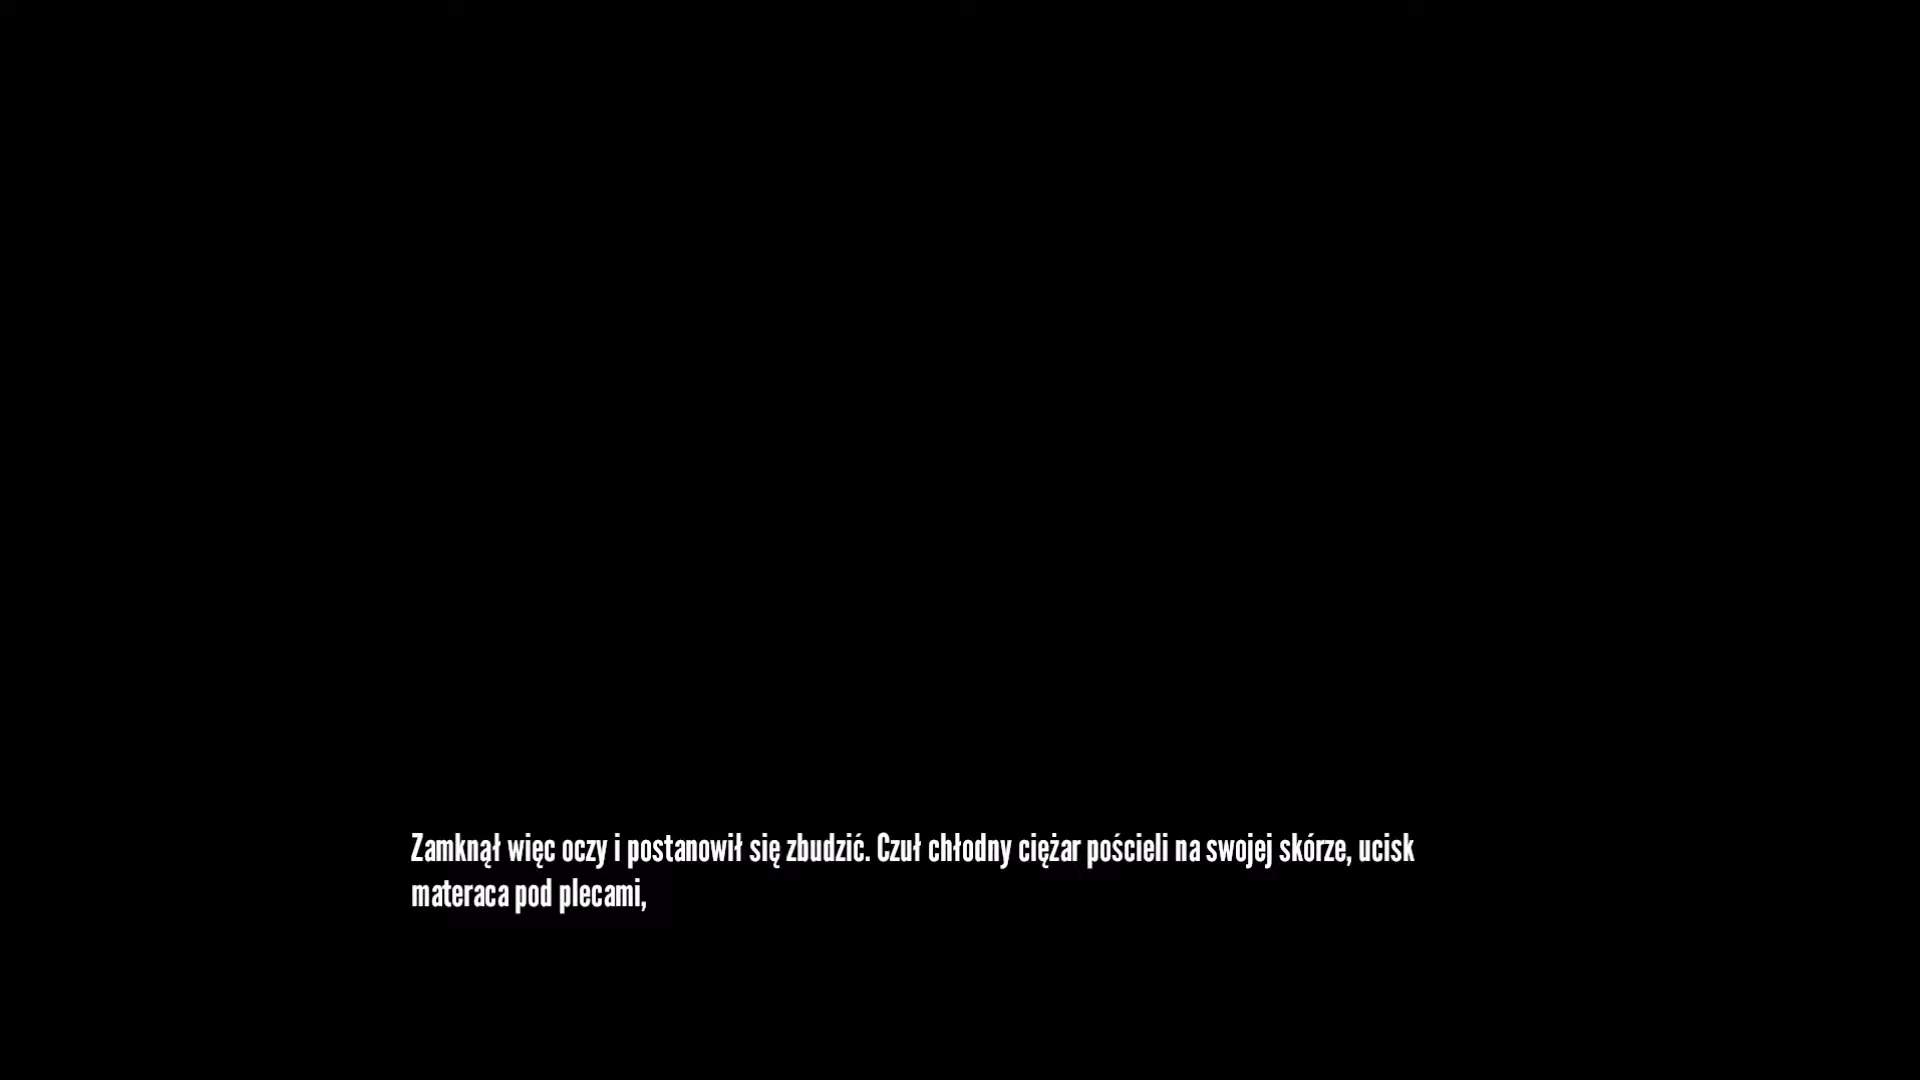 Zamknął więc oczy i postanowił się zbudzić. Czuł chłodny ciężar pościeli na swojej skórze, ucisk
materaca pod plecami,